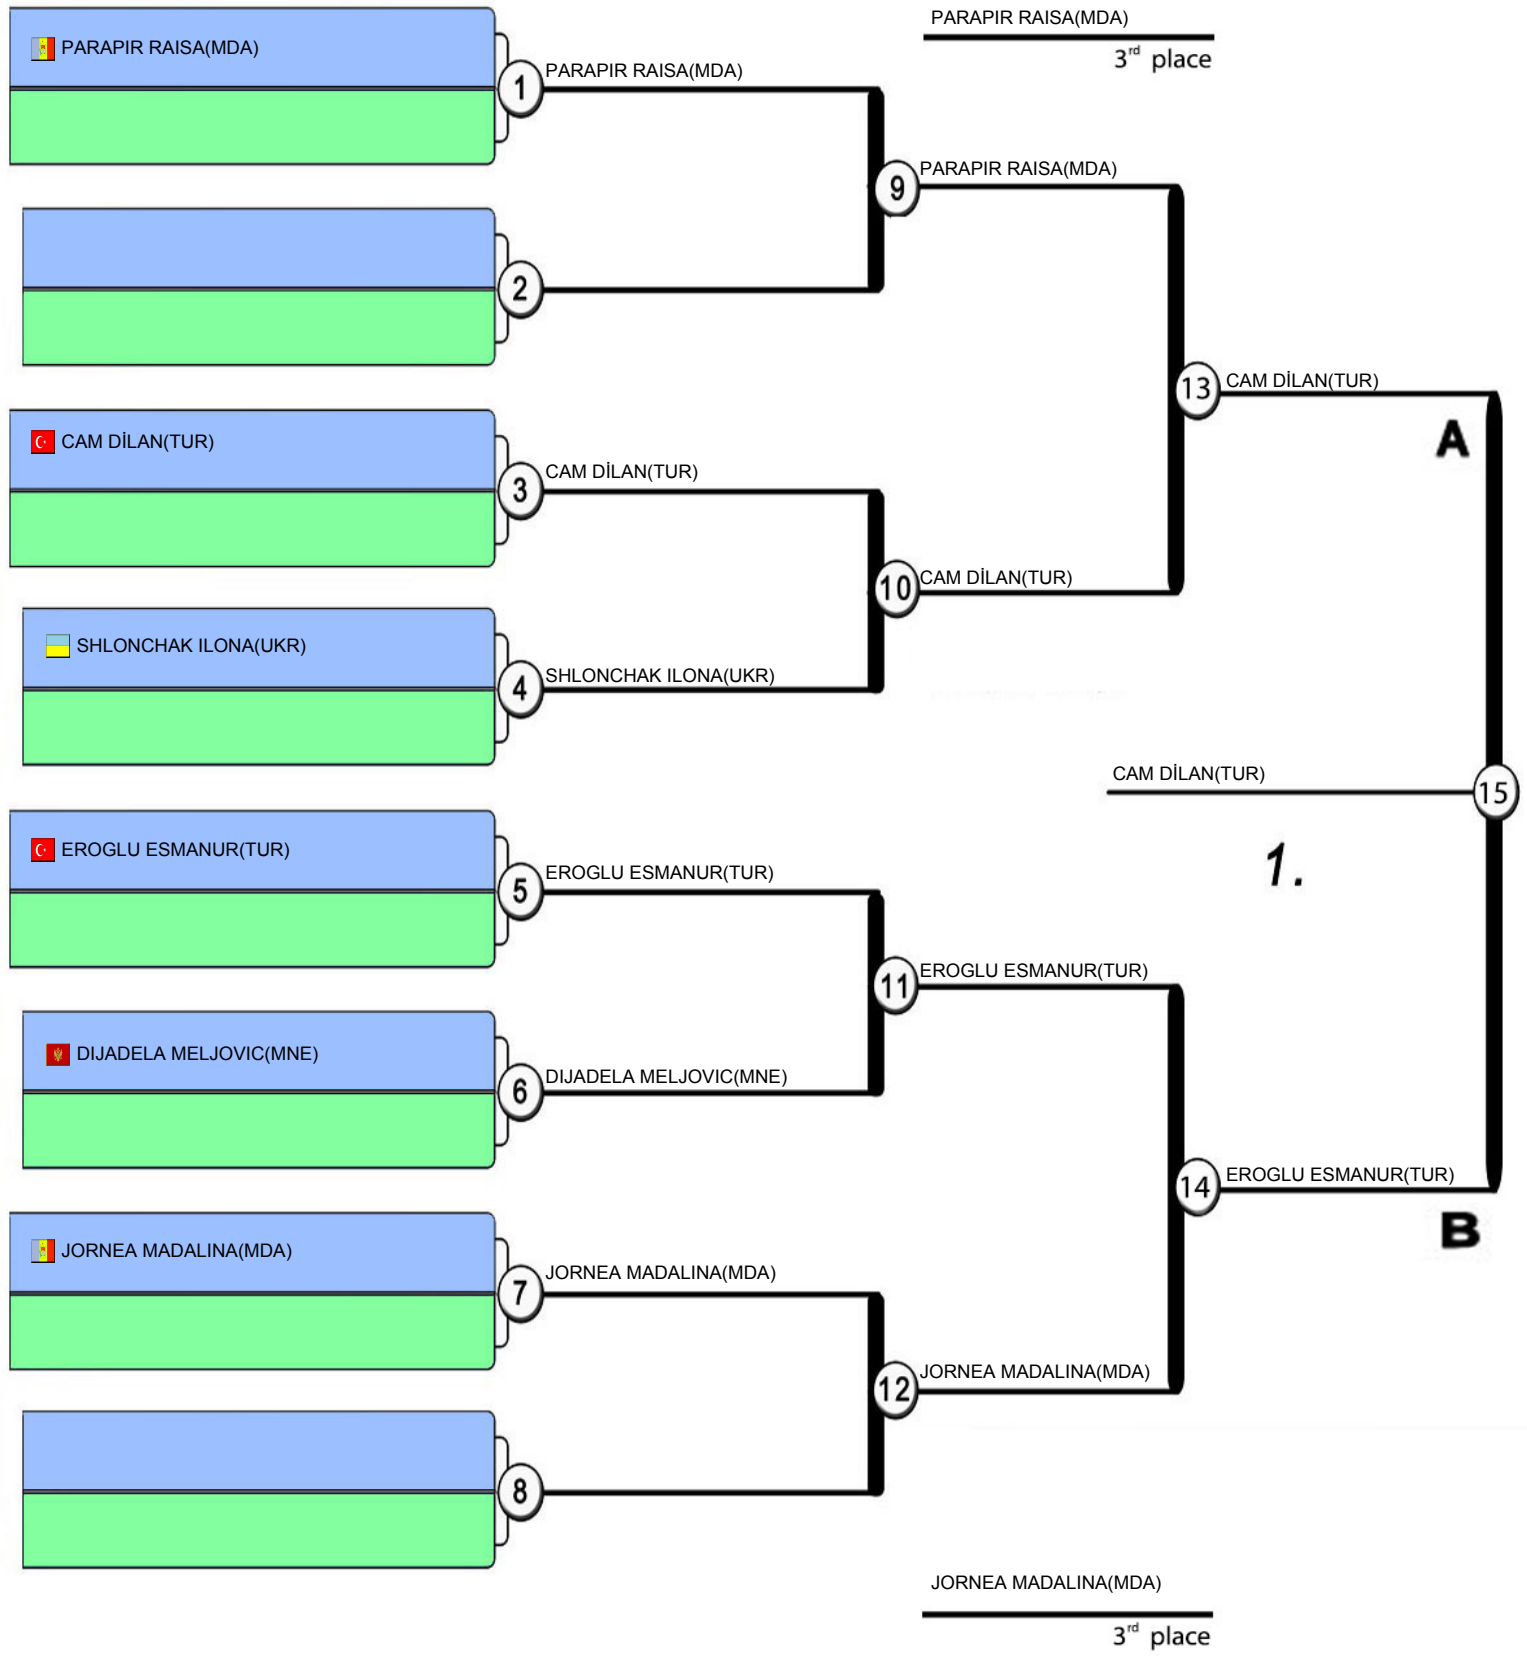 PARAPIR RAISA(MDA)
3rd place
PARAPIR RAISA(MDA)
1
PARAPIR RAISA(MDA)
9
PARAPIR RAISA(MDA)
2
13
CAM DİLAN(TUR)
A
CAM DİLAN(TUR)
3
CAM DİLAN(TUR)
10
CAM DİLAN(TUR)
SHLONCHAK ILONA(UKR)
4
SHLONCHAK ILONA(UKR)
CAM DİLAN(TUR)
15
1.
EROGLU ESMANUR(TUR)
5
EROGLU ESMANUR(TUR)
11
EROGLU ESMANUR(TUR)
DIJADELA MELJOVIC(MNE)
6
DIJADELA MELJOVIC(MNE)
14
EROGLU ESMANUR(TUR)
B
JORNEA MADALINA(MDA)
7
JORNEA MADALINA(MDA)
12
JORNEA MADALINA(MDA)
8
JORNEA MADALINA(MDA)
3rd place